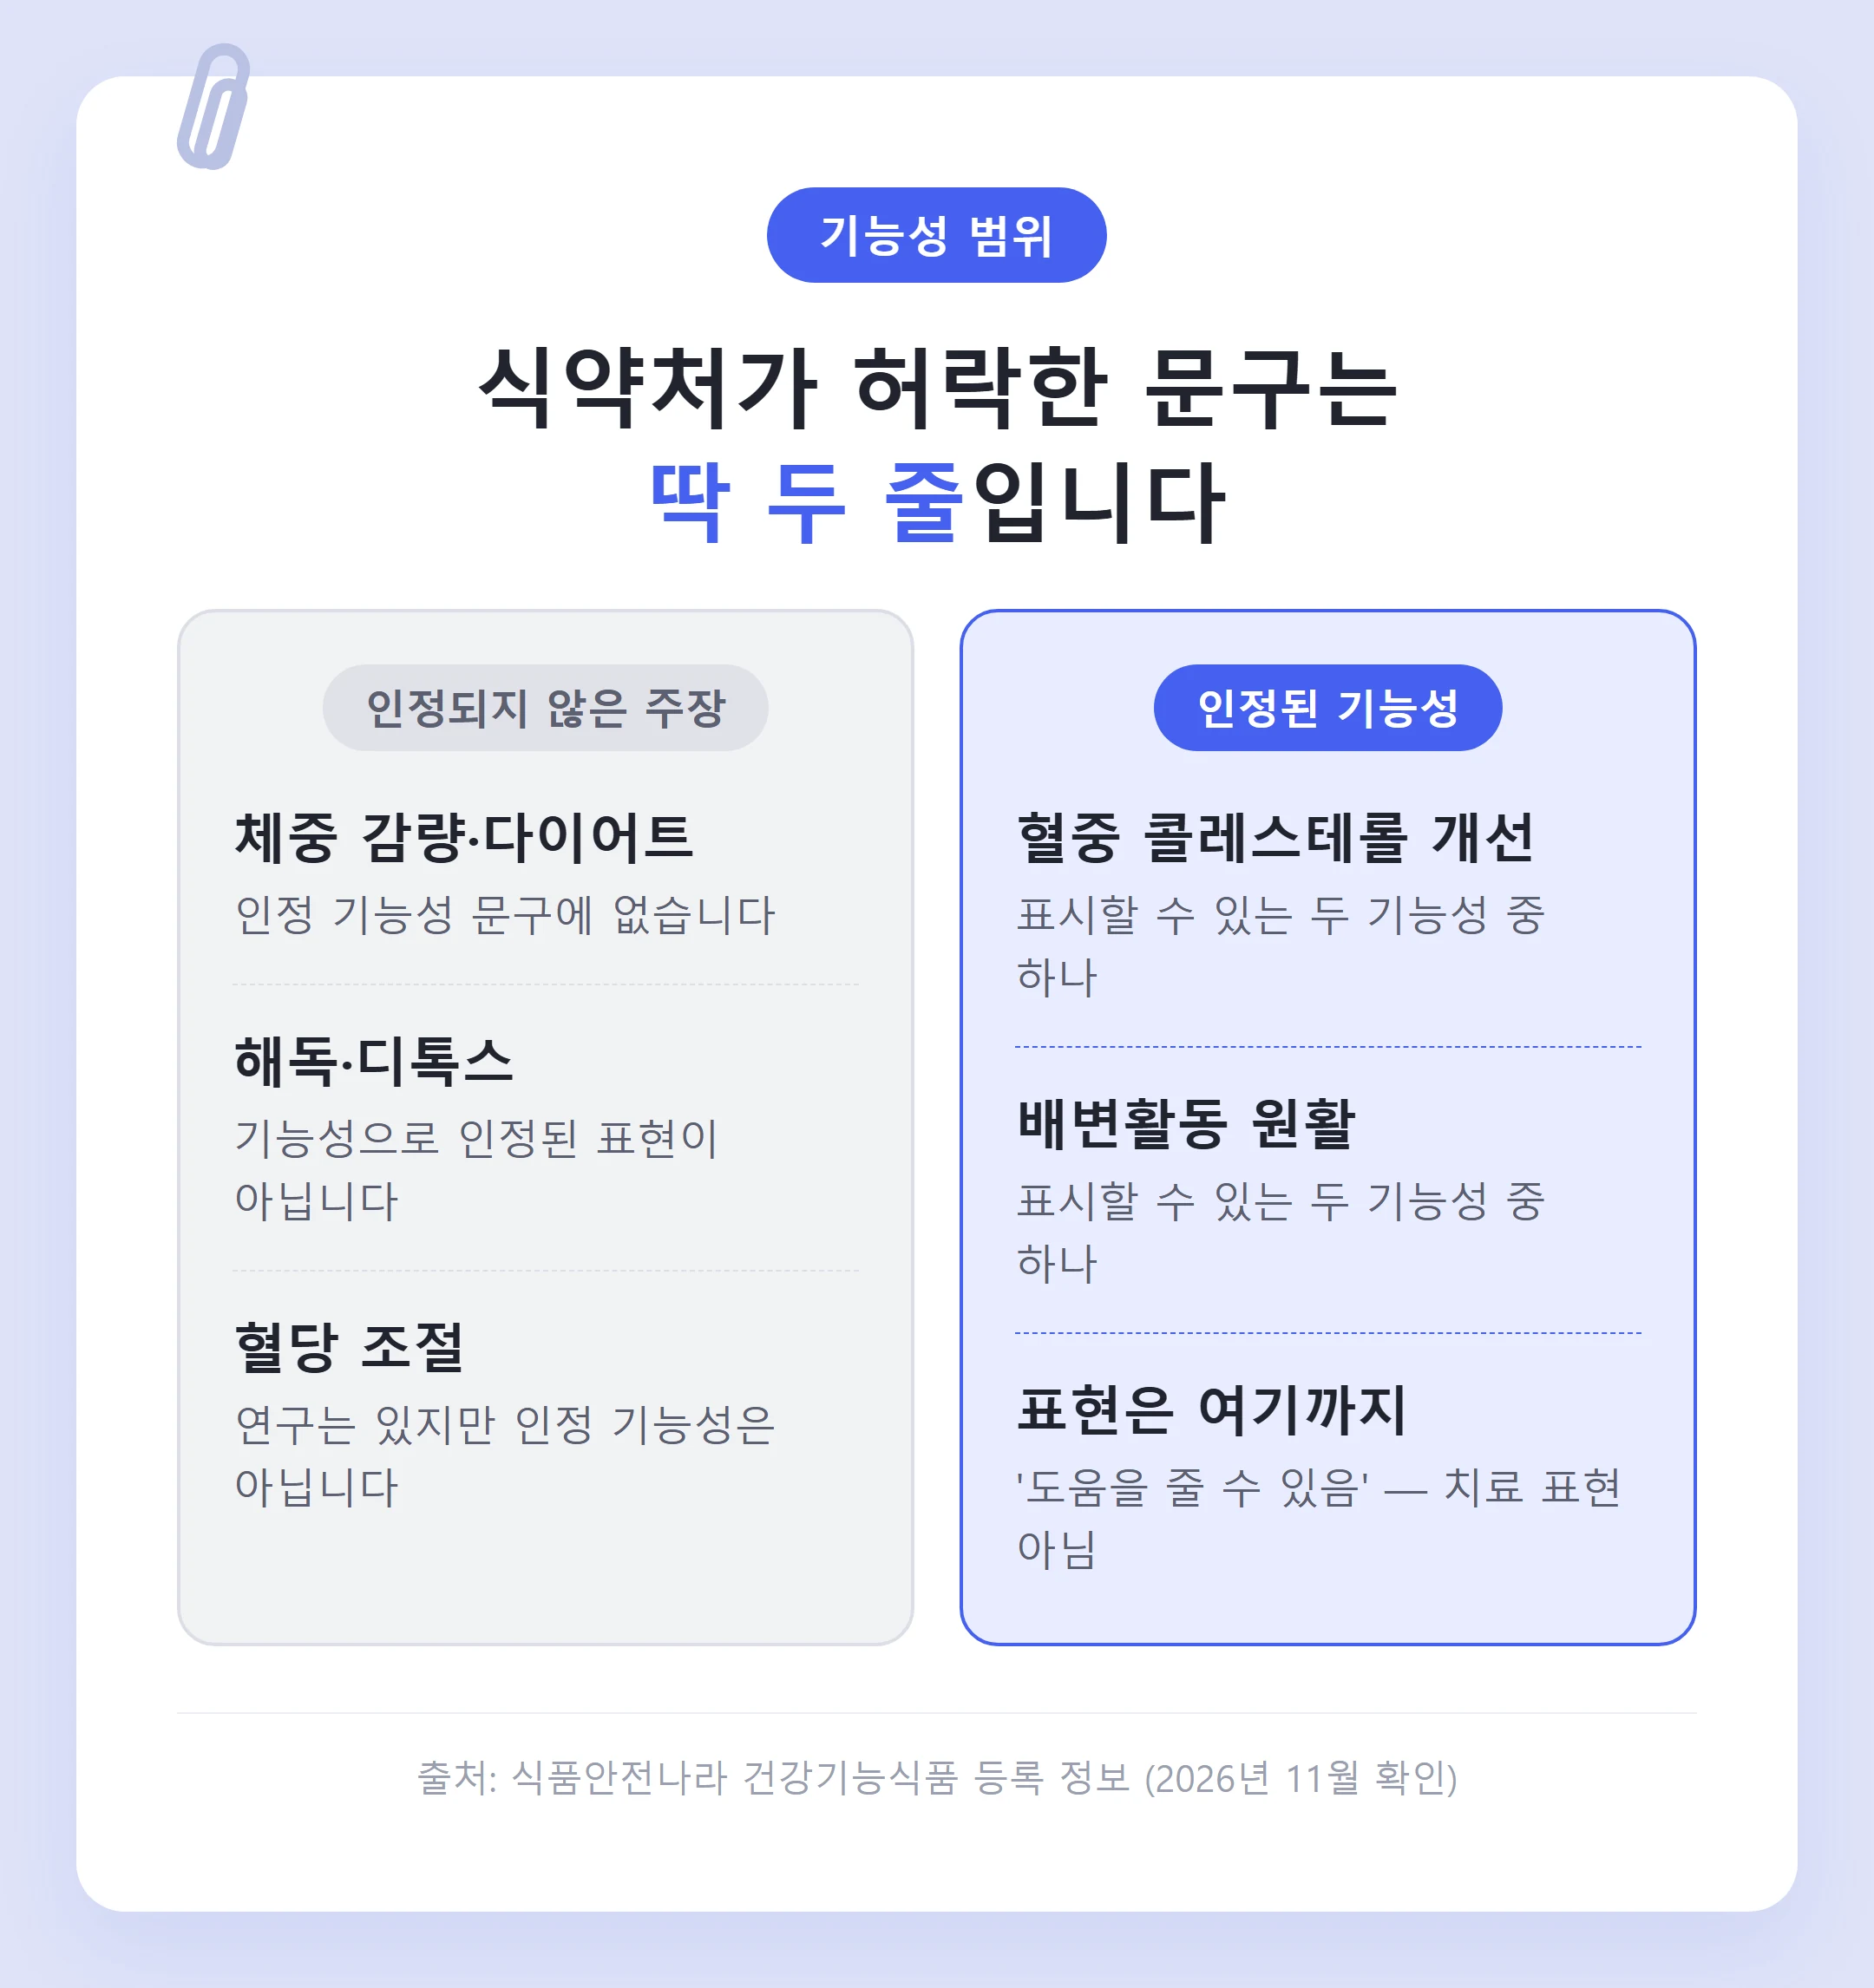 기능성 범위
식약처가 허락한 문구는
딱 두 줄입니다
인정되지 않은 주장
체중 감량·다이어트
인정 기능성 문구에 없습니다
해독·디톡스
기능성으로 인정된 표현이
아닙니다
혈당 조절
연구는 있지만 인정 기능성은
아닙니다
인정된 기능성
혈중 콜레스테롤 개선
표시할 수 있는 두 기능성 중
하나
배변활동 원활
표시할 수 있는 두 기능성 중
하나
표현은 여기까지
'도움을 줄 수 있음' — 치료 표현
아님
출처: 식품안전나라 건강기능식품 등록 정보 (2026년 11월 확인)